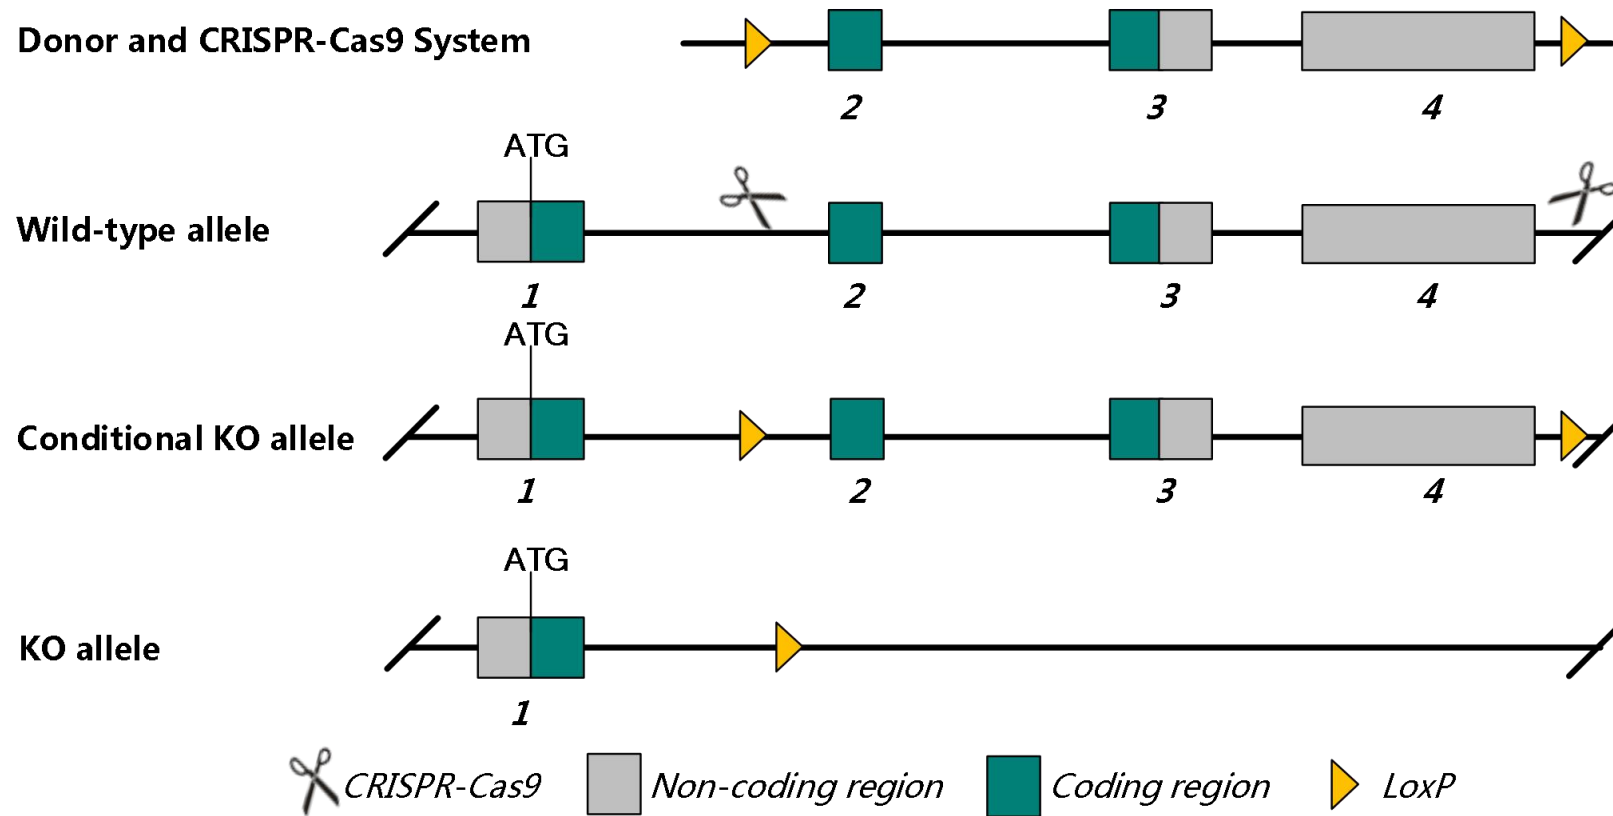 Donor and CRISPR-Cas9 System
2 3 4
ATG
Wild-type allele
1 2 3 4
ATG
Conditional KO allele
1 2 3 4
ATG
KO allele
1
CRISPR-Cas9 Non-coding region Coding region LoxP